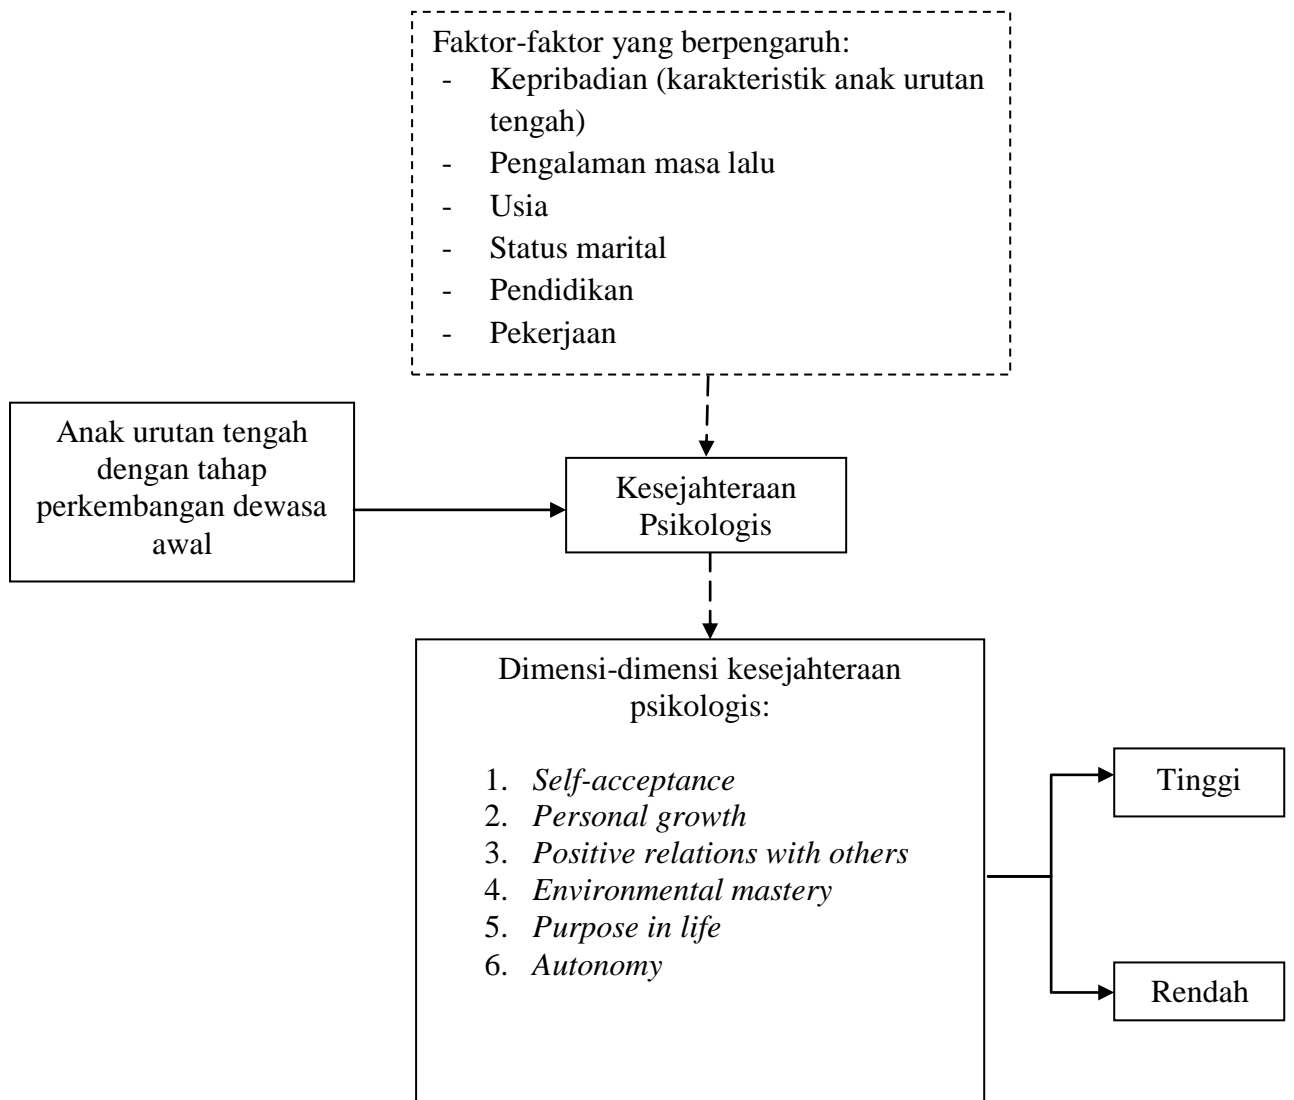 Faktor-faktor yang berpengaruh:
- Kepribadian (karakteristik anak urutan
tengah)
- Pengalaman masa lalu
- Usia
- Status marital
- Pendidikan
- Pekerjaan
Anak urutan tengah
dengan tahap
perkembangan dewasa
awal
Kesejahteraan
Psikologis
Dimensi-dimensi kesejahteraan
psikologis:
1. Self-acceptance
2. Personal growth
3. Positive relations with others
4. Environmental mastery
5. Purpose in life
6. Autonomy
Tinggi
Rendah